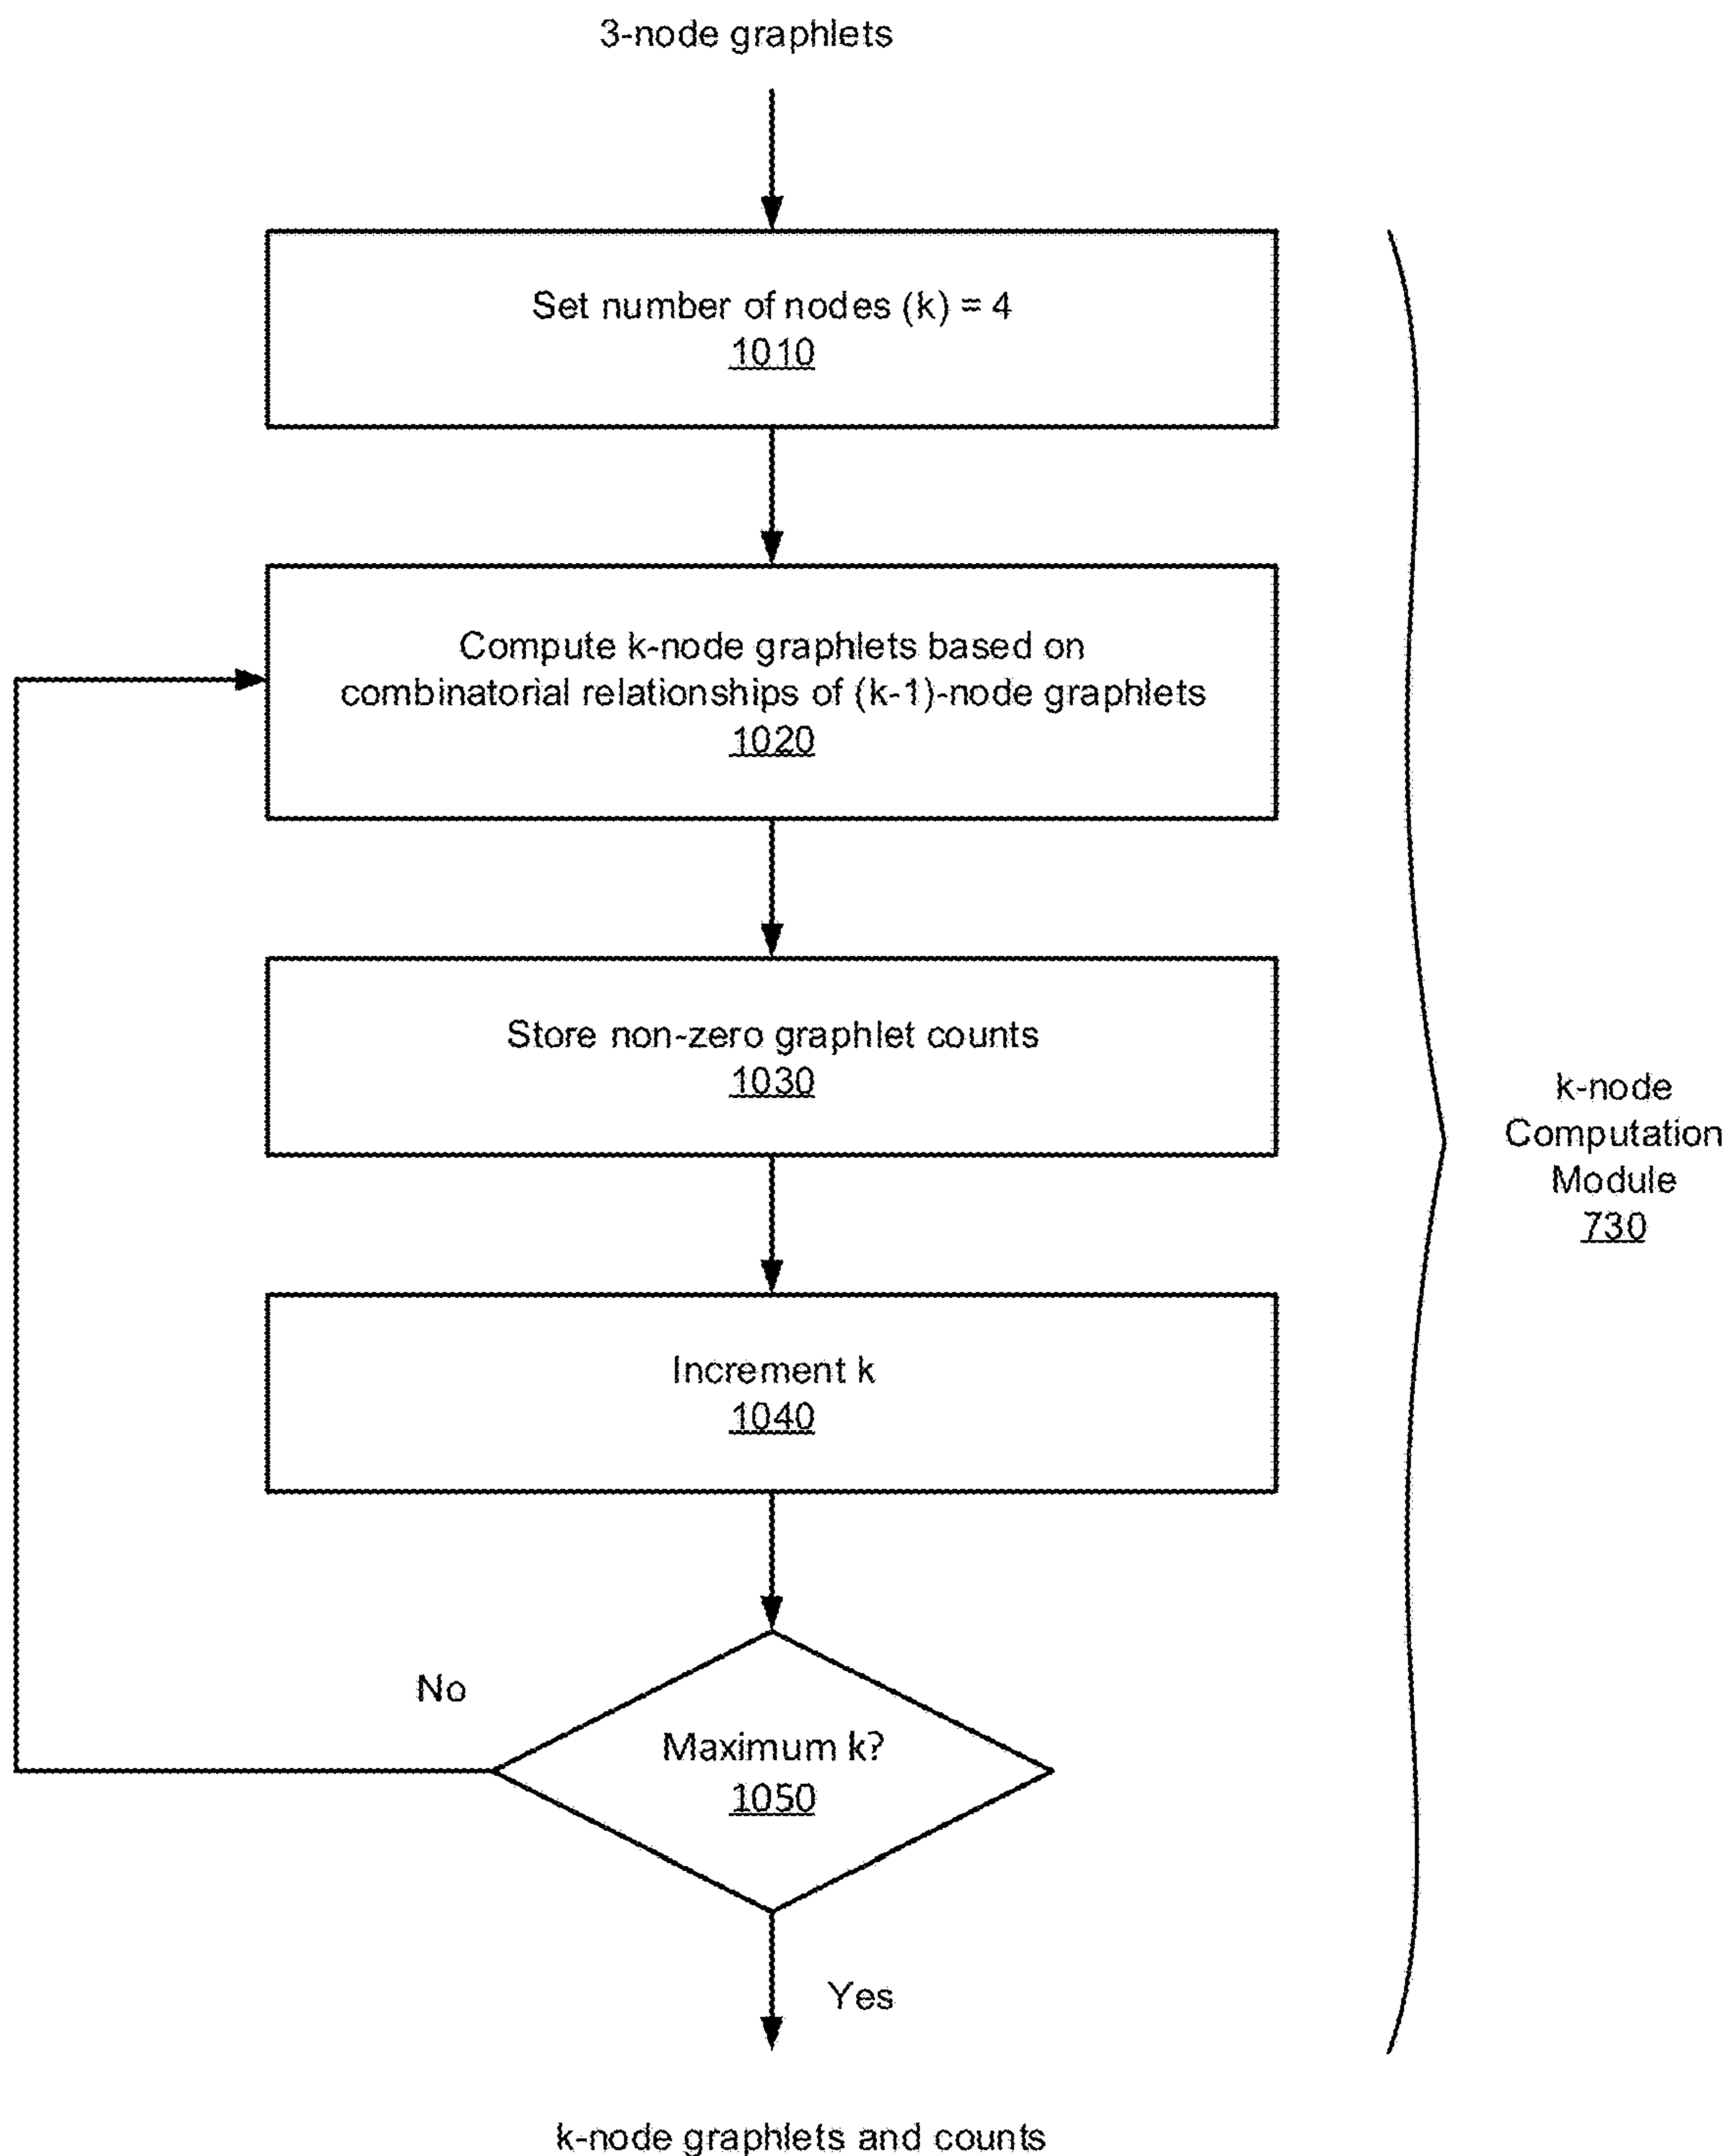 3-node graphlets
Set number of nodes (k) = 4
1010
Compute k-node graphlets based on
combinatorial relationships of (k-1)-node graphlets
1020
Store non-zero graphlet counts
1030
k-node
Computation
Module
730
Increment k
1040
No
Maximum k?
1050
Yes
k-node graphlets and counts